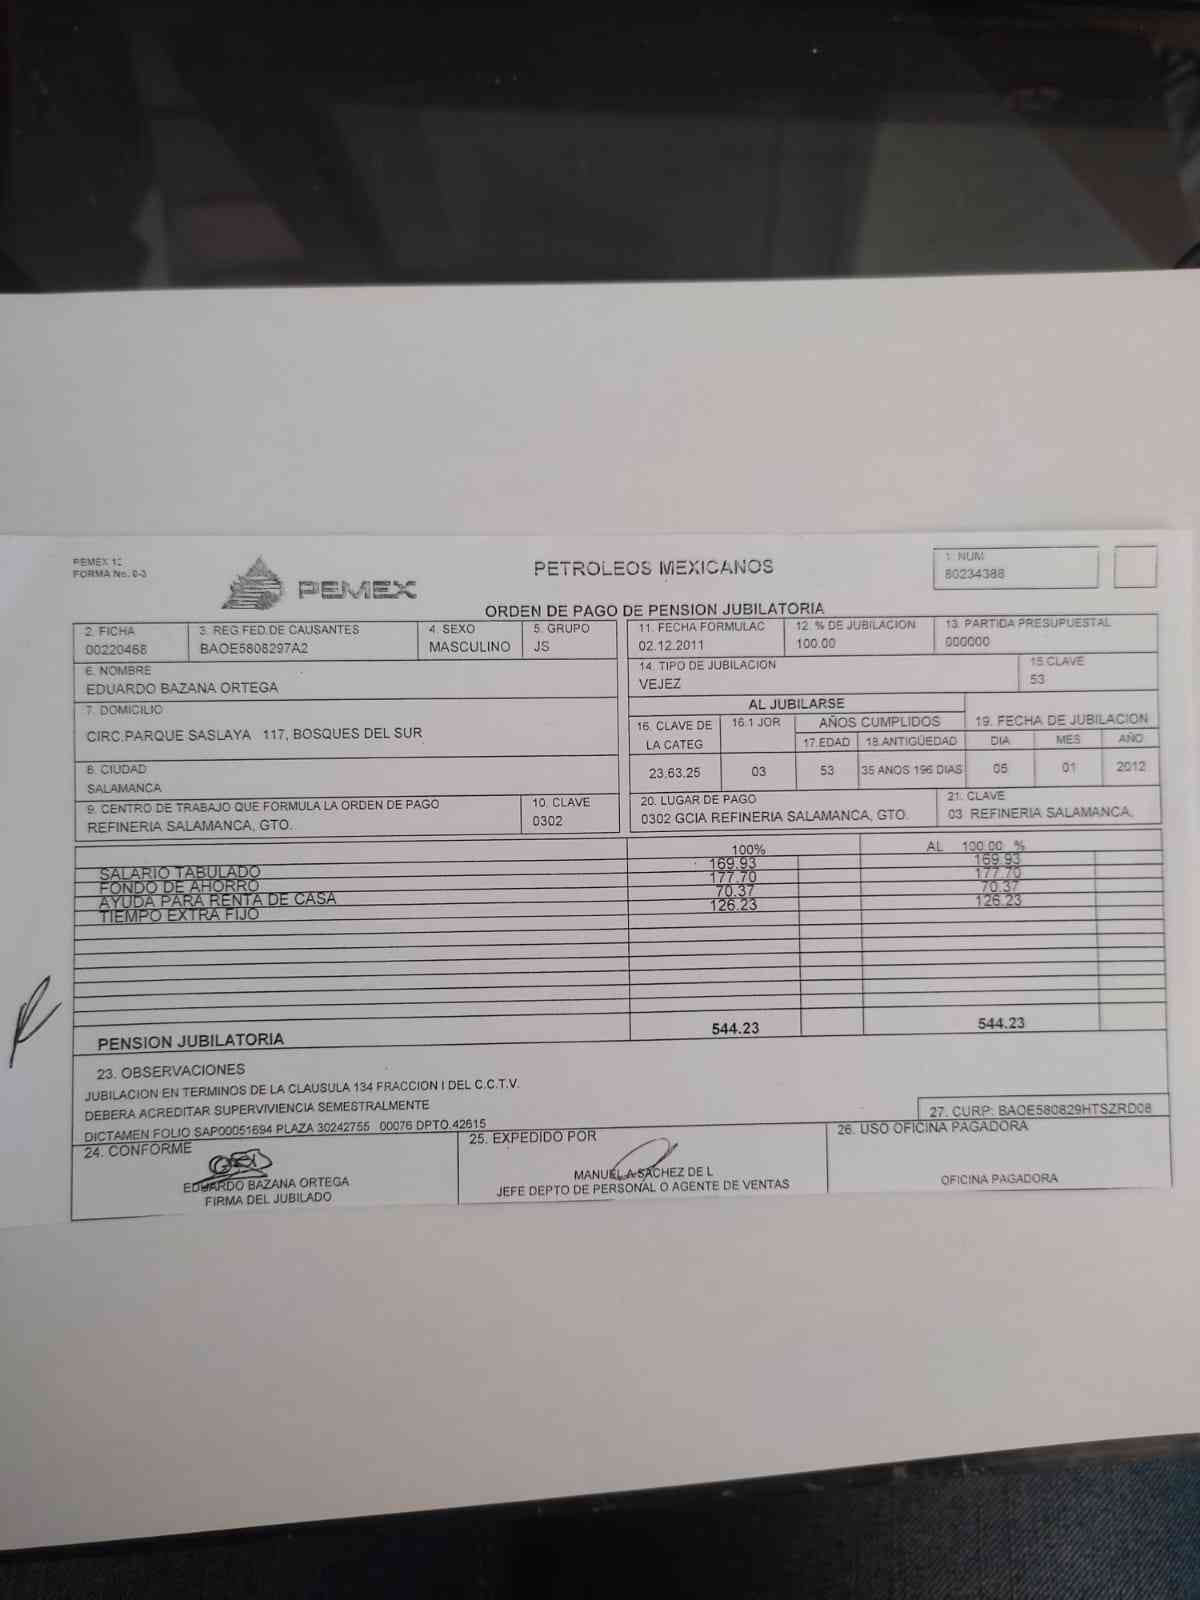 PEMEX
FORMA No. 6-3
PEMEX
PETROLEOS MEXICANOS
1. NUM
80234388
ORDEN DE PAGO DE PENSION JUBILATORIA
2. FICHA
00220468
3. REG.FED.DE CAUSANTES
BAOE5808297A2
4. SEXO
MASCULINO
5. GRUPO
JS
11. FECHA FORMULAC
02.12.2011
12. % DE JUBILACION
100.00
13. PARTIDA PRESUPUESTAL
000000
6. NOMBRE
EDUARDO BAZANA ORTEGA
14. TIPO DE JUBILACION
VEJEZ
15.CLAVE
53
7. DOMICILIO
CIRC.PARQUE SASLAYA 117, BOSQUES DEL SUR
AL JUBILARSE
16. CLAVE DE
LA CATEG
16.1 JOR
AÑOS CUMPLIDOS
17.EDAD
18.ANTIGÜEDAD
19. FECHA DE JUBILACION
DIA
MES
AÑO
8. CIUDAD
SALAMANCA
23.63.25
03
53
35 ANOS 196 DIAS
05
01
2012
9. CENTRO DE TRABAJO QUE FORMULA LA ORDEN DE PAGO
REFINERIA SALAMANCA, GTO.
10. CLAVE
0302
20. LUGAR DE PAGO
0302 GCIA REFINERIA SALAMANCA, GTO.
21. CLAVE
03 REFINERIA SALAMANCA,
100%
AL 100.00 %
SALARIO TABULADO 169.93 169.93
FONDO DE AHORRO 177.70 177.70
AYUDA PARA RENTA DE CASA 70.37 70.37
TIEMPO EXTRA FIJO 126.23 126.23
PENSION JUBILATORIA 544.23 544.23
23. OBSERVACIONES
JUBILACION EN TERMINOS DE LA CLAUSULA 134 FRACCION I DEL C.C.T.V.
DEBERA ACREDITAR SUPERVIVIENCIA SEMESTRALMENTE
DICTAMEN FOLIO SAP00051694 PLAZA 30242755 00076 DPTO.42615
27. CURP: BAOE580829HTSZRD08
24. CONFORME
EDUARDO BAZANA ORTEGA
FIRMA DEL JUBILADO
25. EXPEDIDO POR
MANUEL A SACHEZ DE L
JEFE DEPTO DE PERSONAL O AGENTE DE VENTAS
26. USO OFICINA PAGADORA
OFICINA PAGADORA